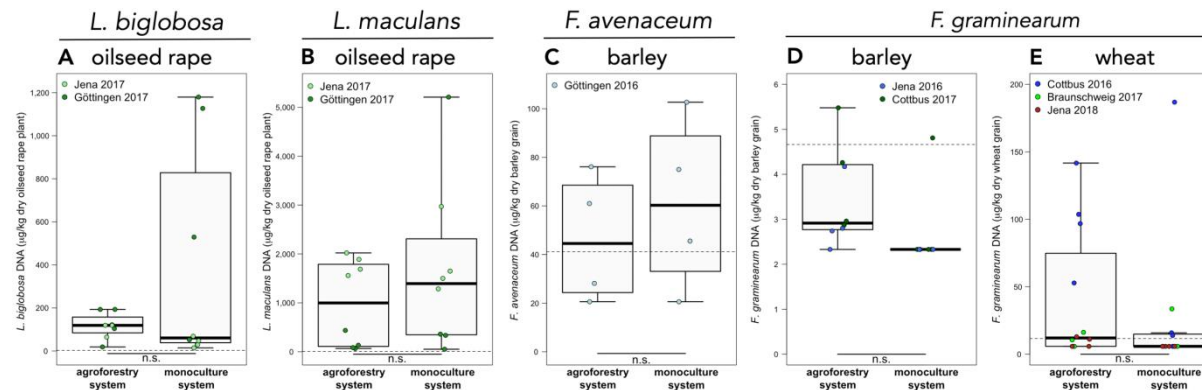 L. biglobosa
L. maculans
F. avenaceum
F. graminearum
A
oilseed rape
B
oilseed rape
C
barley
D
barley
E
wheat
L. biglobosa DNA (µg/kg dry oilseed rape plant)
1,200
1,000
800
600
400
200
0
Jena 2017
Göttingen 2017
n.s.
agroforestry
system
monoculture
system
L. maculans DNA (µg/kg dry oilseed rape plant)
5,000
4,000
3,000
2,000
1,000
0
Jena 2017
Göttingen 2017
n.s.
agroforestry
system
monoculture
system
F. avenaceum DNA (µg/kg dry barley grain)
100
80
60
40
20
0
Göttingen 2016
n.s.
agroforestry
system
monoculture
system
F. graminearum DNA (µg/kg dry barley grain)
6
5
4
3
2
1
0
Jena 2016
Cottbus 2017
agroforestry
system
monoculture
system
F. graminearum DNA (µg/kg dry wheat grain)
200
150
100
50
0
Cottbus 2016
Braunschweig 2017
Jena 2018
n.s.
agroforestry
system
monoculture
system